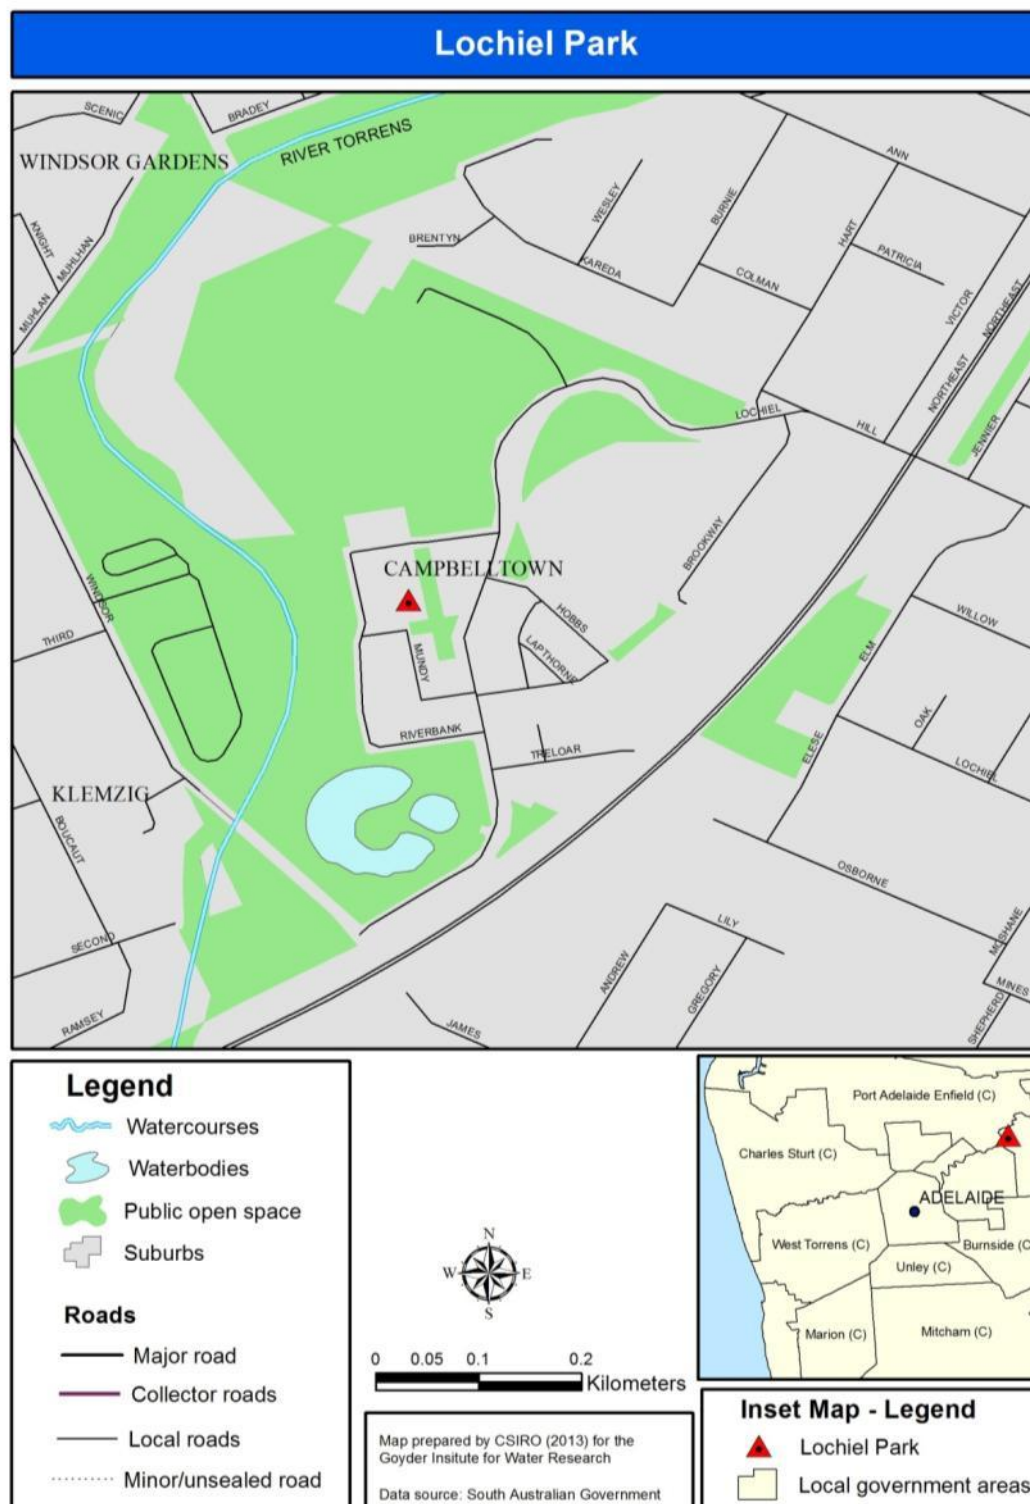 Lochiel Park
SCENIC
BRADEY
RIVER TORRENS
WINDSOR GARDENS
ANN
WESLEY
BURNIE
HART
KNIGHT
MUHLHAN
BRENTYN
PATRICIA
KAREDA
COLMAN
VICTOR
NORTHEAST
MUHLAN
NORTHEAST
LOCHIEL
HILL
JENNIER
BROOKWAY
CAMPBELLTOWN
WINDSOR
HOBBS
WILLOW
THIRD
MUNDY
LAPTHORNE
ELM
OAK
RIVERBANK
TRELOAR
ELESE
LOCHIEL
KLEMZIG
BOUCAUT
OSBORNE
LILY
MCSHANE
SECOND
ANDREW
GREGORY
MINES
RAMSEY
JAMES
SHEPHERD
Legend
Watercourses
Waterbodies
Public open space
Suburbs
Roads
Major road
Collector roads
Local roads
Minor/unsealed road
N
W E
S
0 0.05 0.1 0.2
Kilometers
Map prepared by CSIRO (2013) for the
Goyder Insitute for Water Research
Data source: South Australian Government
Port Adelaide Enfield (C)
Charles Sturt (C)
ADELAIDE
West Torrens (C)
Burnside (C
Unley (C)
Marion (C)
Mitcham (C)
Inset Map - Legend
Lochiel Park
Local government areas